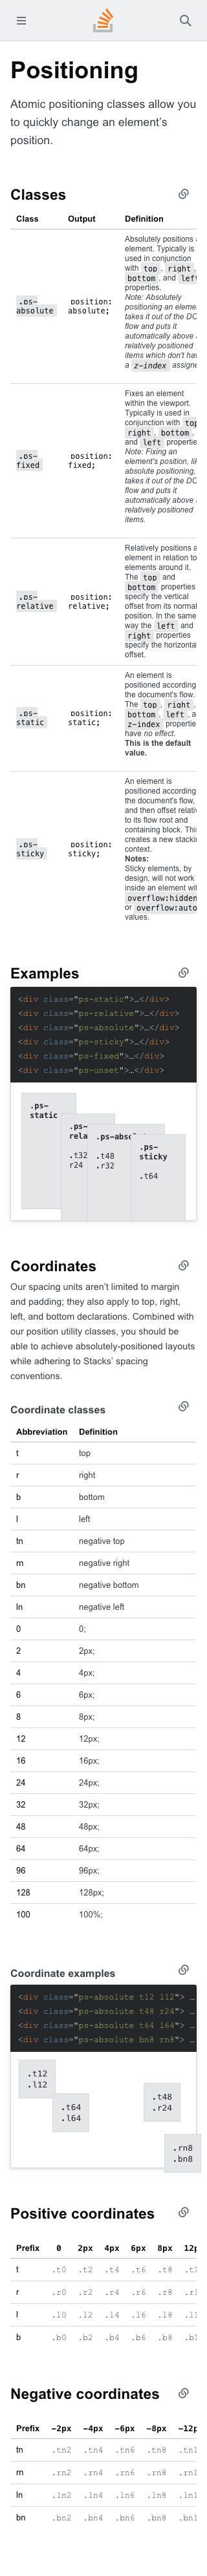 Positioning
Atomic positioning classes allow you
to quickly change an element’s
position.
Classes
Class Output Definition
.ps-absolute position: absolute;
Absolutely positions
element. Typically is
used in conjunction
with top, right,
bottom, and left
properties.
Note: Absolutely
positioning an
takes it out of the
flow and puts it
automatically above
relatively positioned
items which don't
a z-index
.ps-fixed position: fixed;
Fixes an element
within the viewport.
Typically is used in
conjunction with top
right, bottom,
and left
Note: Fixing an
element's position,
absolute positioning,
takes it out of the
flow and puts it
automatically above
relatively positioned
items.
.ps-relative position: relative;
Relatively positions
element in relation to
elements around it.
The top and
bottom properties
specify the vertical
offset from its normal
position. In the same
way the left and
right properties
specify the horizontal
offset.
.ps-static position: static;
An element is
positioned according
the document's flow.
The top, right,
bottom, left,
z-index
have no effect.
This is the default
value.
.ps-sticky position: sticky;
An element is
positioned according
the document's flow,
and then offset relative
to its flow root and
containing block. This
creates a new
context.
Notes:
Sticky elements, by
design, will not work
inside an element with
overflow:hidden
or overflow:auto
values.
Examples
<div class="ps-static">…</div>
<div class="ps-relative">…</div>
<div class="ps-absolute">…</div>
<div class="ps-sticky">…</div>
<div class="ps-fixed">…</div>
<div class="ps-unset">…</div>
.ps-
static
.ps-
.t32
r24
.t48
.r32
.ps-
sticky
.t64
Coordinates
Our spacing units aren’t limited to margin
and padding; they also apply to top, right,
left, and bottom declarations. Combined with
our position utility classes, you should be
able to achieve absolutely-positioned layouts
while adhering to Stacks’ spacing
conventions.
Coordinate classes
Abbreviation Definition
t top
r right
b bottom
l left
tn negative top
rn negative right
bn negative bottom
ln negative left
0 0;
2 2px;
4 4px;
6 6px;
8 8px;
12 12px;
16 16px;
24 24px;
32 32px;
48 48px;
64 64px;
96 96px;
128 128px;
100 100%;
Coordinate examples
<div class="ps-absolute t12 l12"> …
<div class="ps-absolute t48 r24"> …
<div class="ps-absolute t64 l64"> …
<div class="ps-absolute bn8 rn8"> …
.t12
.l12
.t64
.l64
.t48
.r24
.rn8
.bn8
Positive coordinates
Prefix 0 2px 4px 6px 8px
t .t0 .t2 .t4 .t6 .t8
r .r0 .r2 .r4 .r6 .r8
l .l0 .l2 .l4 .l6 .l8
b .b0 .b2 .b4 .b6 .b8
Negative coordinates
Prefix -2px -4px -6px -8px
tn .tn2 .tn4 .tn6 .tn8
rn .rn2 .rn4 .rn6 .rn8
ln .ln2 .ln4 .ln6 .ln8
bn .bn2 .bn4 .bn6 .bn8